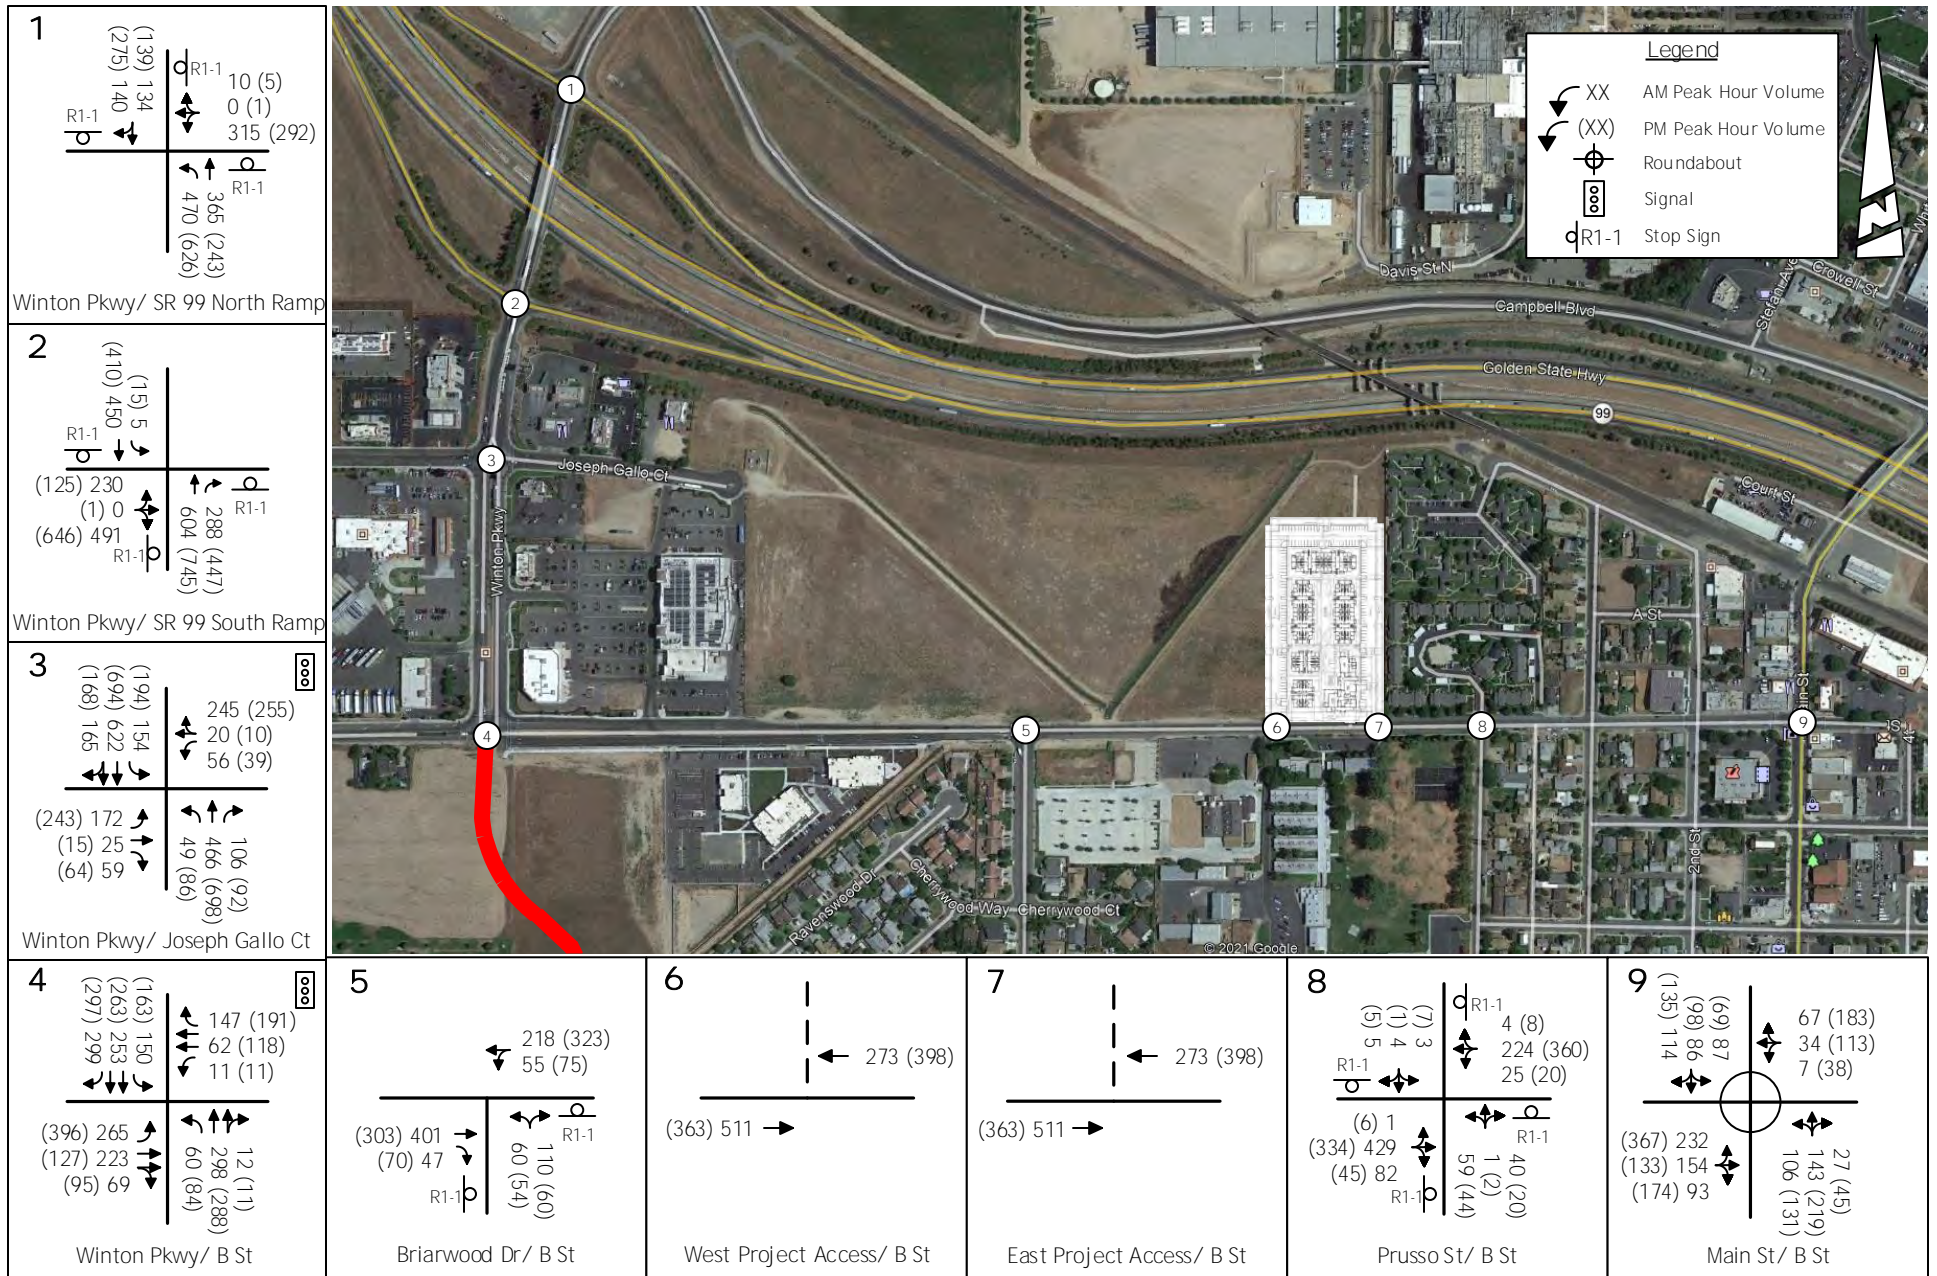 1
(139) 134
(275) 140
R1-1
R1-1
10 (5)
0 (1)
315 (292)
R1-1
365 (243)
470 (626)
Winton Pkwy/ SR 99 North Ramp
2
(15) 5
(410) 450
R1-1
(125) 230
(1) 0
(646) 491
R1-1
R1-1
288 (447)
604 (745)
Winton Pkwy/ SR 99 South Ramp
3
(194) 154
(694) 622
(168) 165
245 (255)
20 (10)
56 (39)
(243) 172
(15) 25
(64) 59
106 (92)
466 (698)
49 (86)
Winton Pkwy/ Joseph Gallo Ct
4
(163) 150
(263) 253
(297) 299
147 (191)
62 (118)
11 (11)
(396) 265
(127) 223
(95) 69
12 (11)
298 (288)
60 (84)
Winton Pkwy/ B St
5
218 (323)
55 (75)
(303) 401
(70) 47
R1-1
R1-1
110 (60)
60 (54)
Briarwood Dr/ B St
6
273 (398)
(363) 511
West Project Access/ B St
7
273 (398)
(363) 511
East Project Access/ B St
8
(7) 3
(1) 4
(5) 5
R1-1
R1-1
4 (8)
224 (360)
25 (20)
(6) 1
(334) 429
(45) 82
R1-1
R1-1
40 (20)
1 (2)
59 (44)
Prusso St/ B St
9
(69) 87
(98) 86
(135) 114
67 (183)
34 (113)
7 (38)
(367) 232
(133) 154
(174) 93
27 (45)
143 (219)
106 (131)
Main St/ B St
Legend
XX AM Peak Hour Volume
(XX) PM Peak Hour Volume
Roundabout
Signal
R1-1 Stop Sign
1
2
3
4
5
6
7
8
9
Davis St N
Campbell Blvd
Stefani Ave
Crowell St
Golden State Hwy
99
Court St
Joseph Gallo Ct
Winton Pkwy
A St
2nd St
Ravenswood Dr
Cherrywood Way
Cherrywood Ct
© 2021 Google